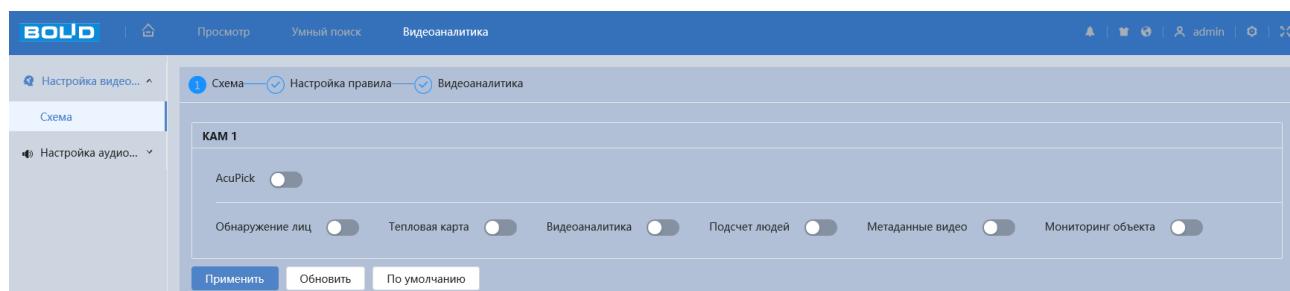 BOLID Просмотр Умный поиск Видеоаналитика admin
Настройка видео... 1 Схема Настройка правила Видеоаналитика
Схема
КАМ 1
Настройка аудио...
AcuPick
Обнаружение лиц Тепловая карта Видеоаналитика Подсчет людей Метаданные видео Мониторинг объекта
Применить Обновить По умолчанию